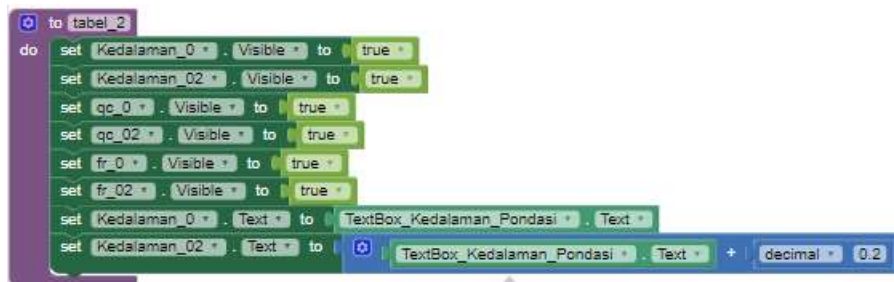 to tabel_2
do set Kedalaman_0 . Visible to true
set Kedalaman_02 . Visible to true
set qc_0 . Visible to true
set qc_02 . Visible to true
set fr_0 . Visible to true
set fr_02 . Visible to true
set Kedalaman_0 . Text to TextBox_Kedalaman_Pondasi . Text
set Kedalaman_02 . Text to TextBox_Kedalaman_Pondasi . Text + decimal 0.2